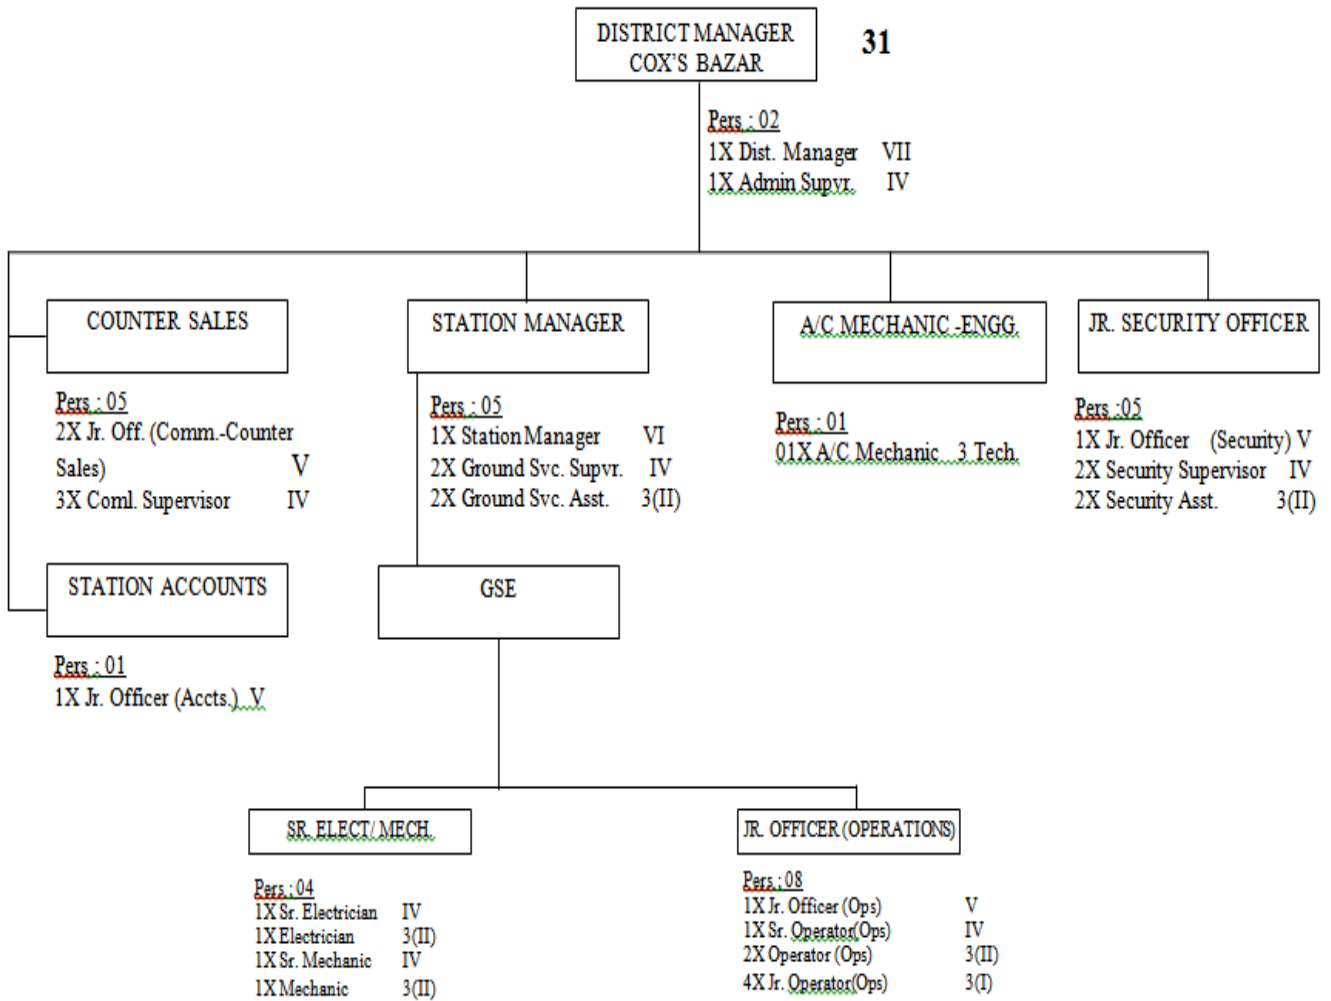 DISTRICT MANAGER
COX'S BAZAR
31
Pers : 02
1X Dist. Manager VII
1X Admin Supvr. IV
COUNTER SALES
Pers : 05
2X Jr. Off. (Comm.-Counter
Sales) V
3X Coml. Supervisor IV
STATION ACCOUNTS
Pers : 01
1X Jr. Officer (Accts.) V
STATION MANAGER
Pers : 05
1X Station Manager VI
2X Ground Svc. Supvr. IV
2X Ground Svc. Asst. 3(II)
GSE
A/C MECHANIC -ENGG.
Pers : 01
01X A/C Mechanic 3 Tech.
JR. SECURITY OFFICER
Pers :05
1X Jr. Officer (Security) V
2X Security Supervisor IV
2X Security Asst. 3(II)
SR. ELECT/ MECH.
Pers : 04
1X Sr. Electrician IV
1X Electrician 3(II)
1X Sr. Mechanic IV
1X Mechanic 3(II)
JR. OFFICER (OPERATIONS)
Pers : 08
1X Jr. Officer (Ops) V
1X Sr. Operator(Ops) IV
2X Operator (Ops) 3(II)
4X Jr. Operator(Ops) 3(I)